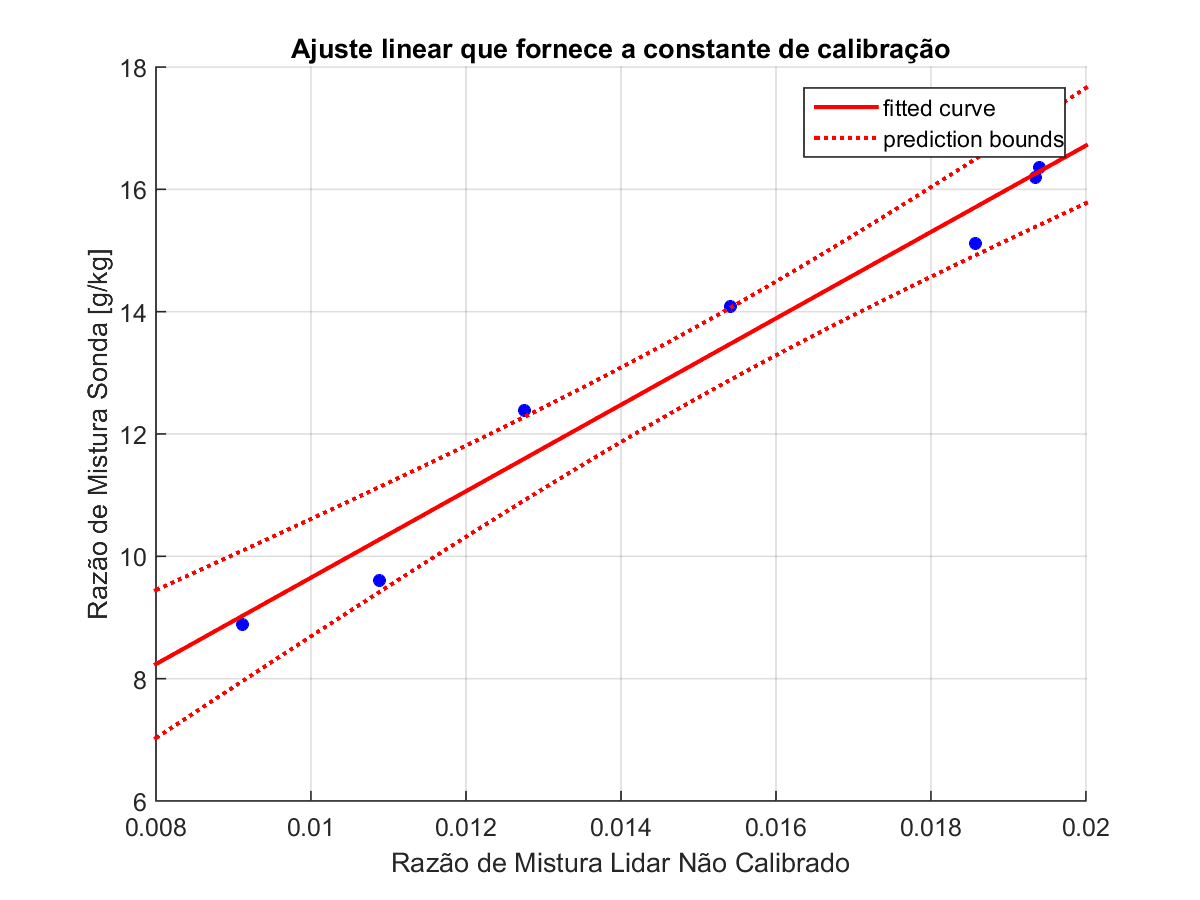 Ajuste linear que fornece a constante de calibração
18
16
14
12
10
8
6
Razão de Mistura Sonda [g/kg]
fitted curve
prediction bounds
0.008 0.01 0.012 0.014 0.016 0.018 0.02
Razão de Mistura Lidar Não Calibrado